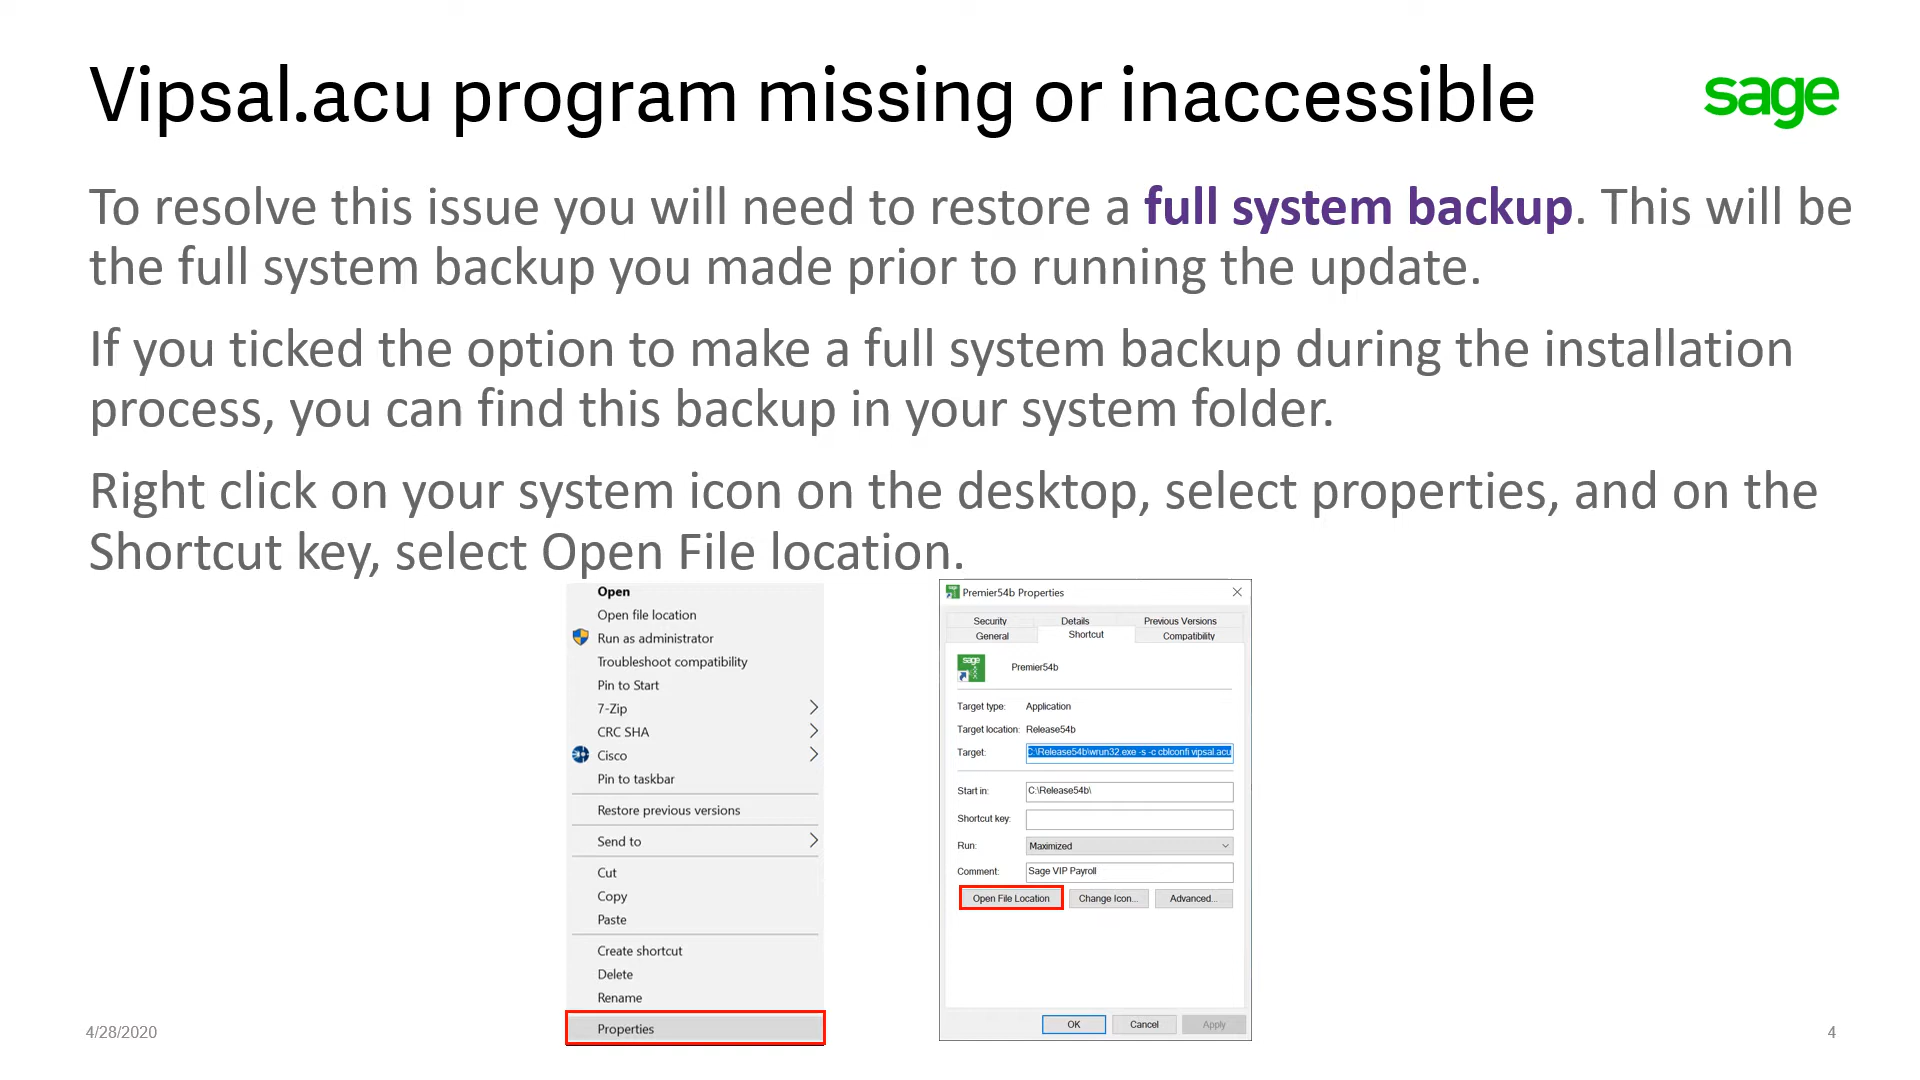 Vipsal.acu program missing or inaccessible
sage
To resolve this issue you will need to restore a full system backup. This will be
the full system backup you made prior to running the update.
If you ticked the option to make a full system backup during the installation
process, you can find this backup in your system folder.
Right click on your system icon on the desktop, select properties, and on the
Shortcut key, select Open File location.
Open
Open file location
Run as administrator
Troubleshoot compatibility
Pin to Start
7-Zip
CRC SHA
Cisco
Pin to taskbar
Restore previous versions
Send to
Cut
Copy
Paste
Create shortcut
Delete
Rename
Properties
Premier54b Properties
Security Details Previous Versions
General Shortcut Compatibility
sage
Premier54b
Target type: Application
Target location: Release54b
Target: C:\Release54b\wrun32.exe -s -c cblconfi vipsal.acu
Start in: C:\Release54b\
Shortcut key:
Run: Maximized
Comment: Sage VIP Payroll
Open File Location Change Icon... Advanced...
OK Cancel Apply
4/28/2020
4